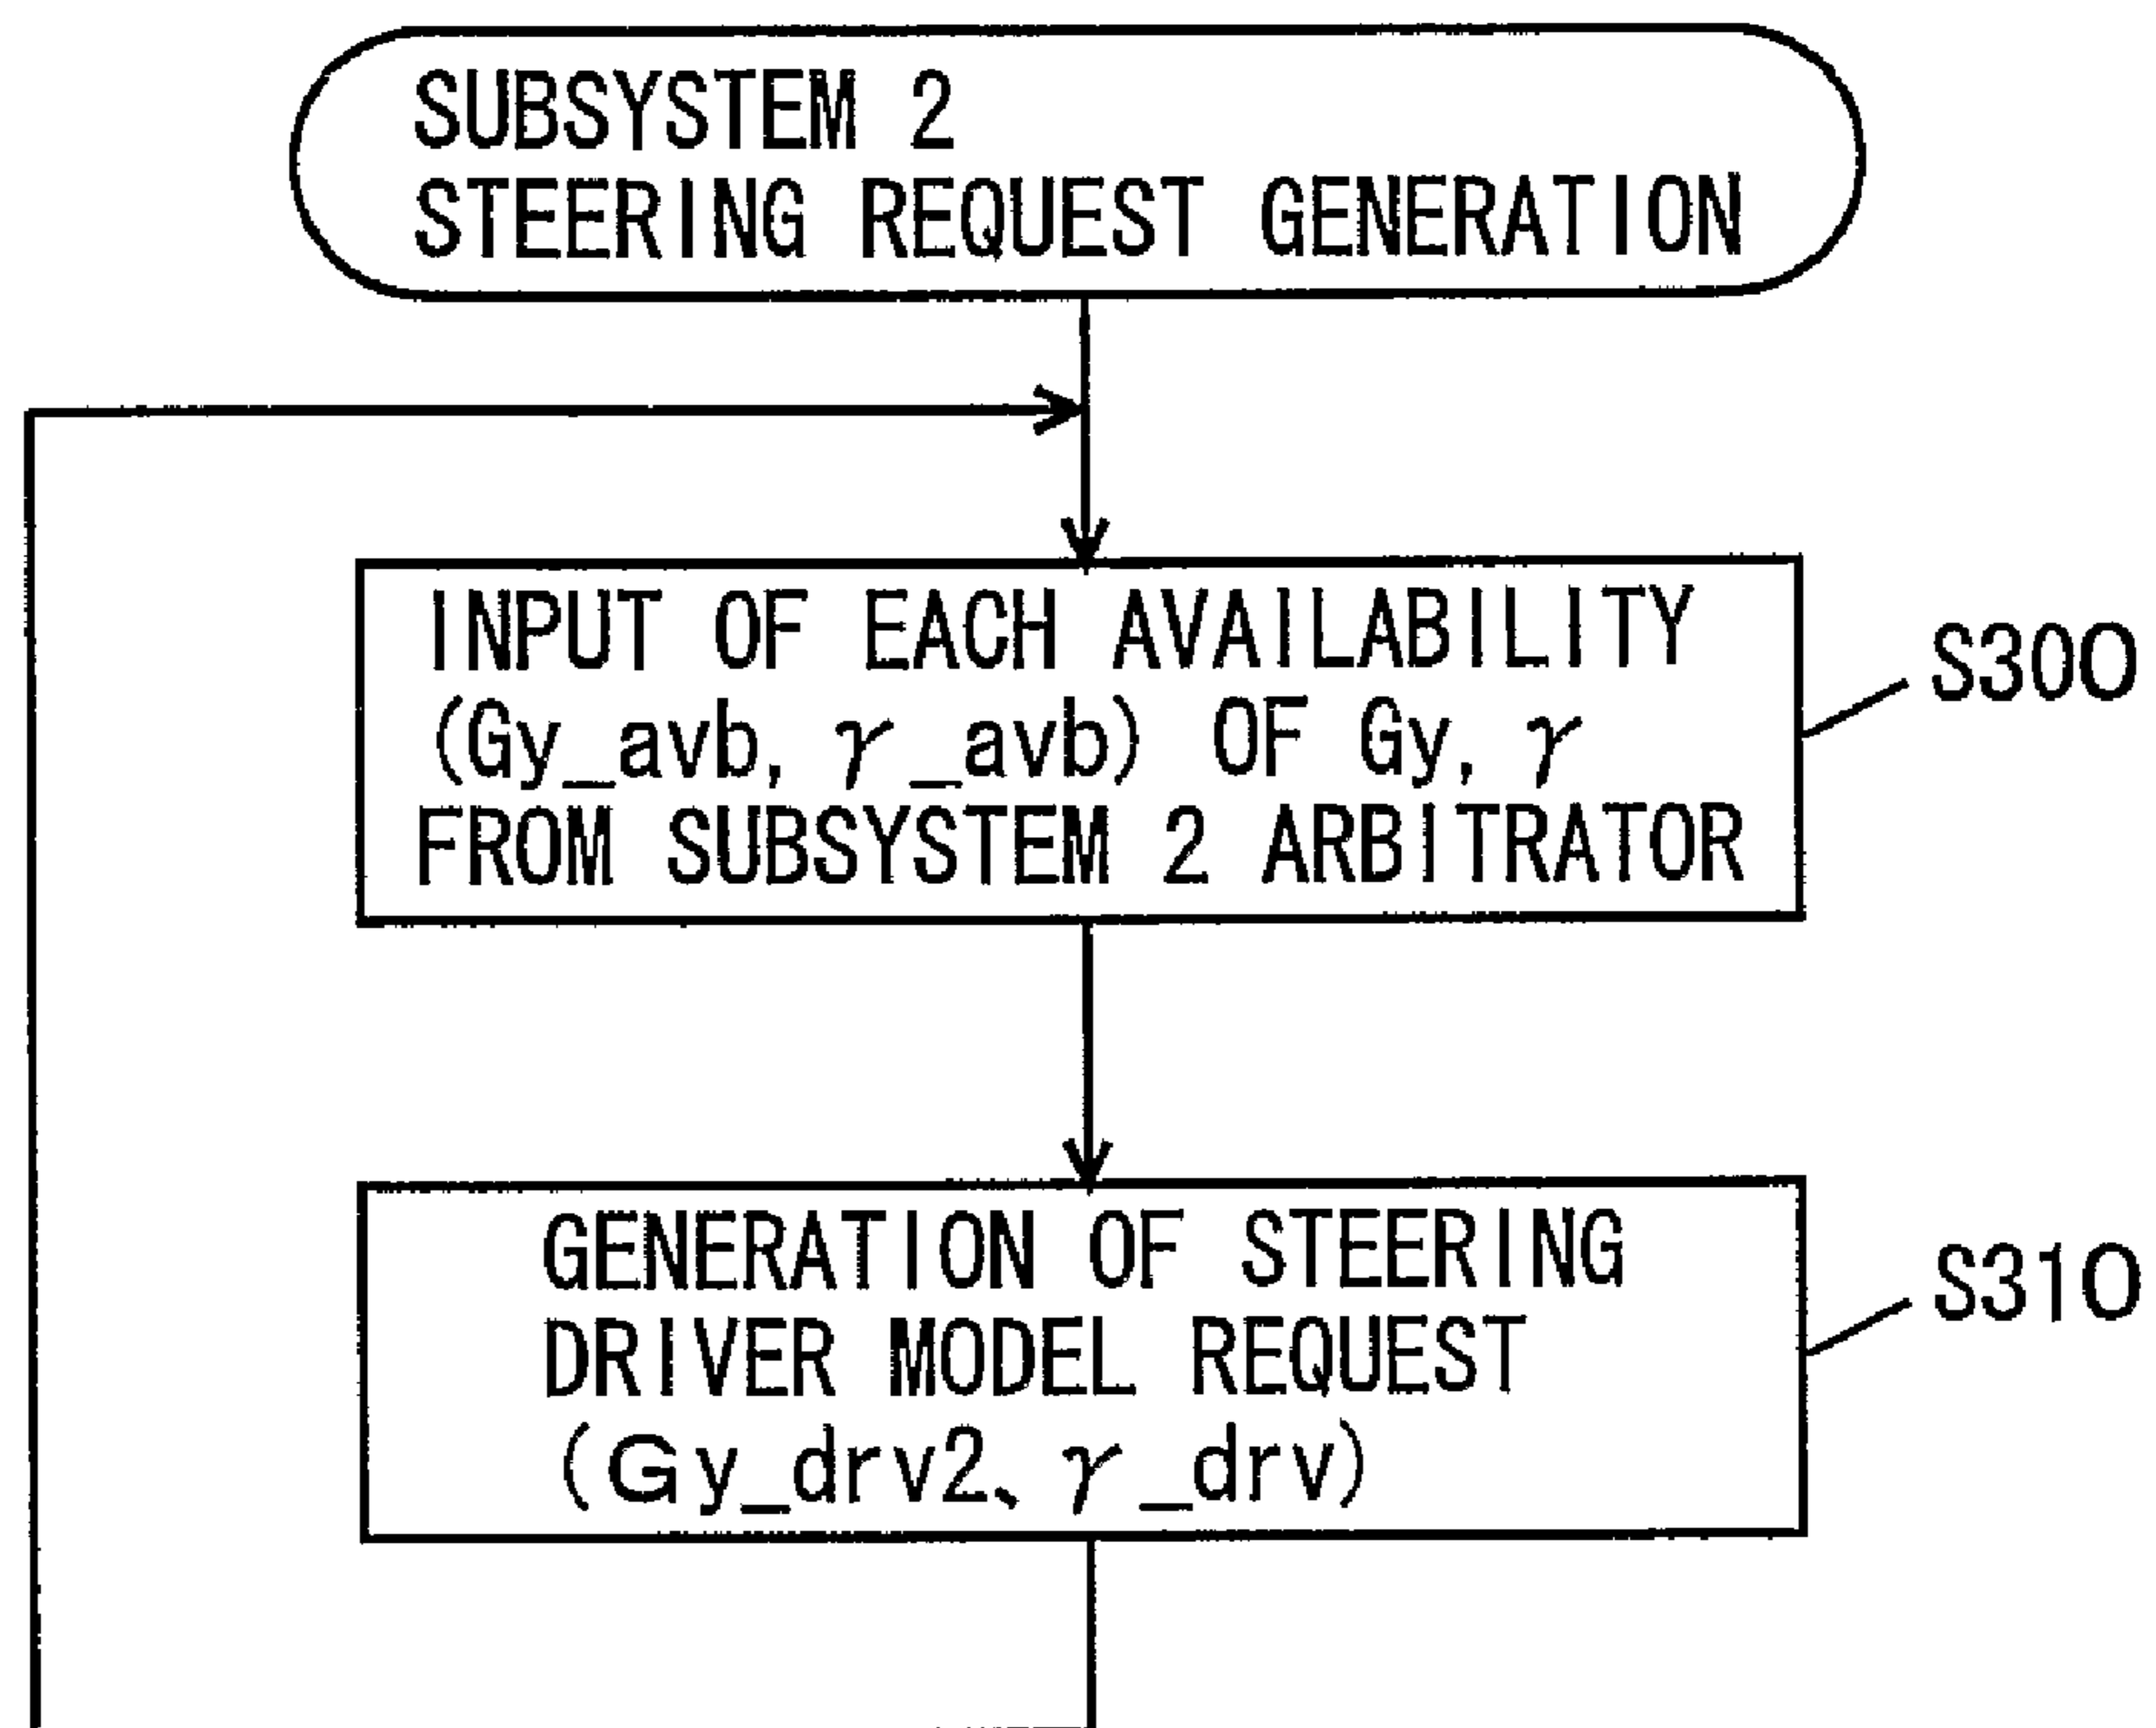 SUBSYSTEM 2
STEERING REQUEST GENERATION
INPUT OF EACH AVAILABILITY
(Gy_avb, γ_avb) OF Gy, γ
FROM SUBSYSTEM 2 ARBITRATOR
S300
GENERATION OF STEERING
DRIVER MODEL REQUEST
(Gy_drv2、γ_drv)
S310